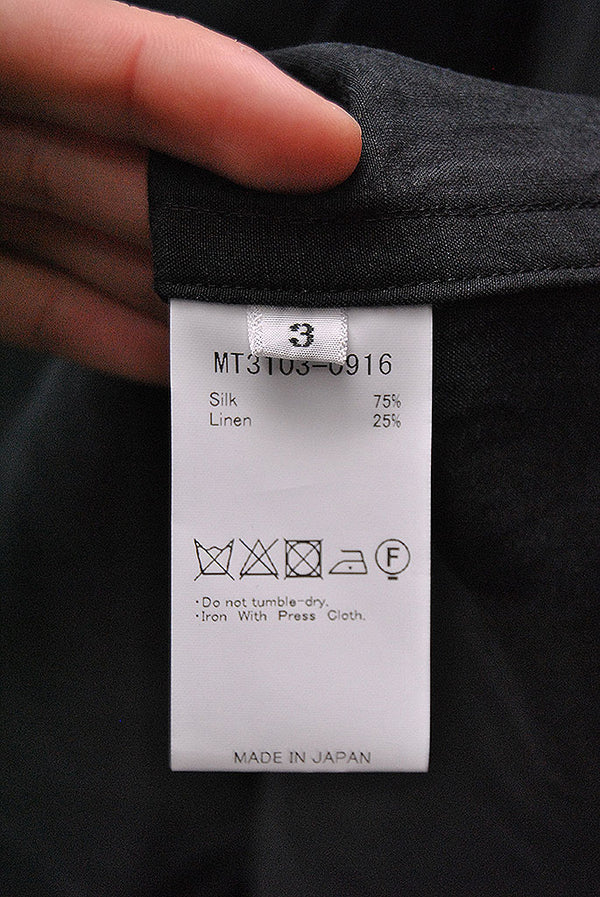 3
MT3103-0916
Silk 75%
Linen 25%
F
·Do not tumble-dry.
·Iron With Press Cloth.
MADE IN JAPAN